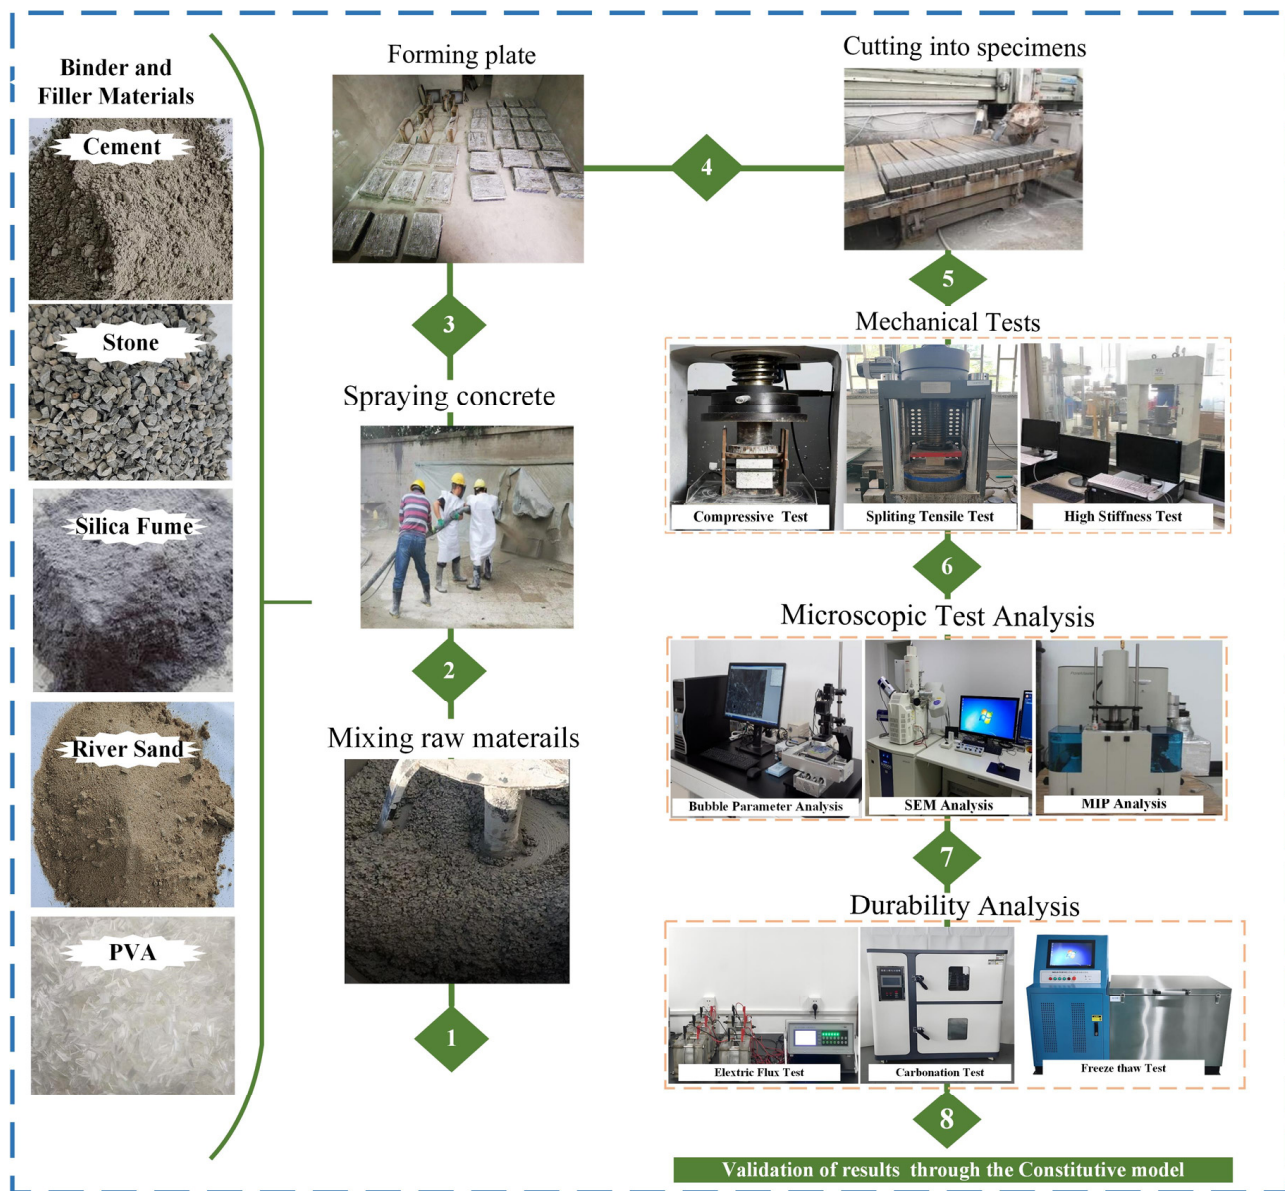 Binder and
Filler Materials
Cement
Stone
Silica Fume
River Sand
PVA
Forming plate
3
Spraying concrete
2
Mixing raw materails
1
4
Cutting into specimens
5
Mechanical Tests
Compressive Test
Spliting Tensile Test
High Stiffness Test
6
Microscopic Test Analysis
Bubble Parameter Analysis
SEM Analysis
MIP Analysis
7
Durability Analysis
Elextric Flux Test
Carbonation Test
Freeze thaw Test
8
Validation of results through the Constitutive model